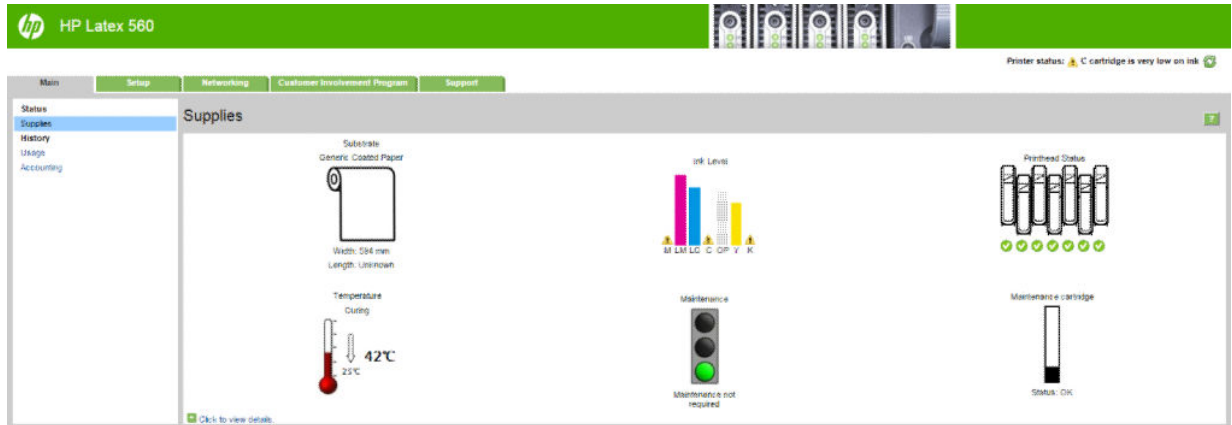 hp
HP Latex 560
Printer status: C cartridge is very low on ink
Main
Setup
Networking
Customer Involvement Program
Support
Status
Supplies
History
Usage
Accounting
Supplies
?
Substrate
Generic Coated Paper
Width: 594 mm
Length: Unknown
Ink Level
M LM LC C OP Y K
Printhead Status
Temperature
Curing
42℃
25℃
Maintenance
Maintenance not
required
Maintenance cartridge
Status: OK
Click to view details.